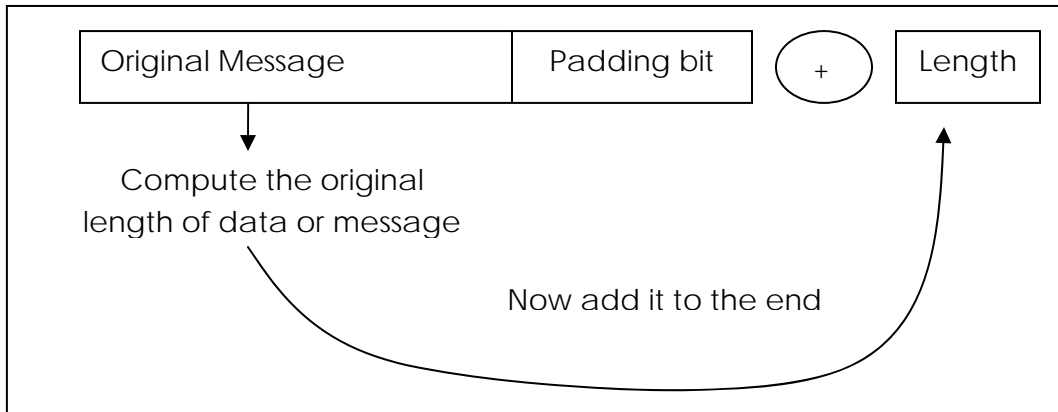 Original Message
Padding bit
+
Length
Compute the original
length of data or message
Now add it to the end